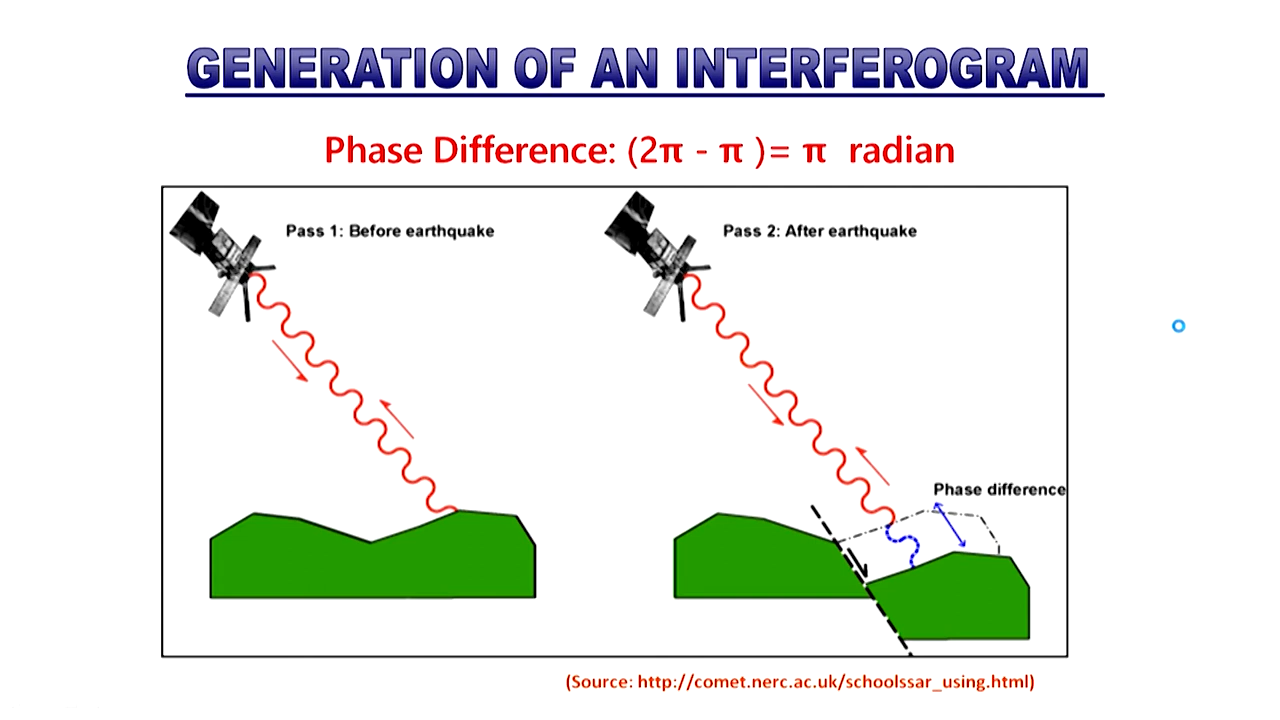 GENERATION OF AN INTERFEROGRAM
Phase Difference: (2π - π )= π  radian
Pass 1: Before earthquake
Pass 2: After earthquake
Phase difference
(Source: http://comet.nerc.ac.uk/schoolssar_using.html)